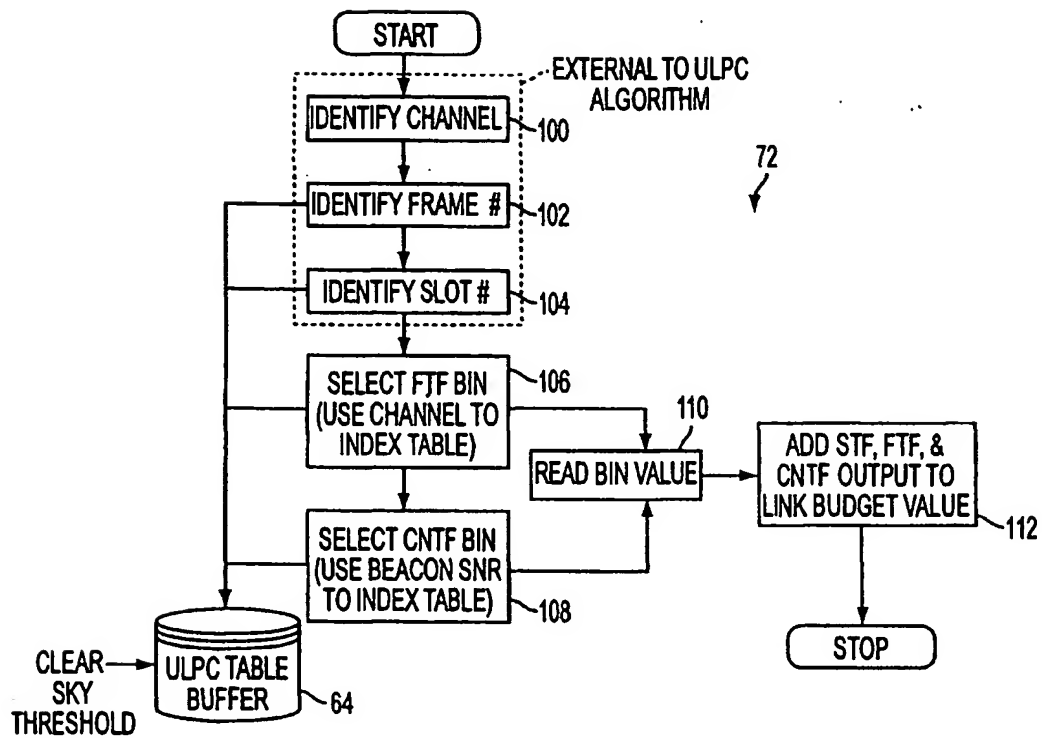 START
EXTERNAL TO ULPC
ALGORITHM
IDENTIFY CHANNEL
100
72
IDENTIFY FRAME #
102
IDENTIFY SLOT #
104
SELECT FTF BIN
(USE CHANNEL TO
INDEX TABLE)
106
110
READ BIN VALUE
ADD STF, FTF, &
CNTF OUTPUT TO
LINK BUDGET VALUE
112
SELECT CNTF BIN
(USE BEACON SNR
TO INDEX TABLE)
108
STOP
CLEAR
SKY
THRESHOLD
ULPC TABLE
BUFFER
64